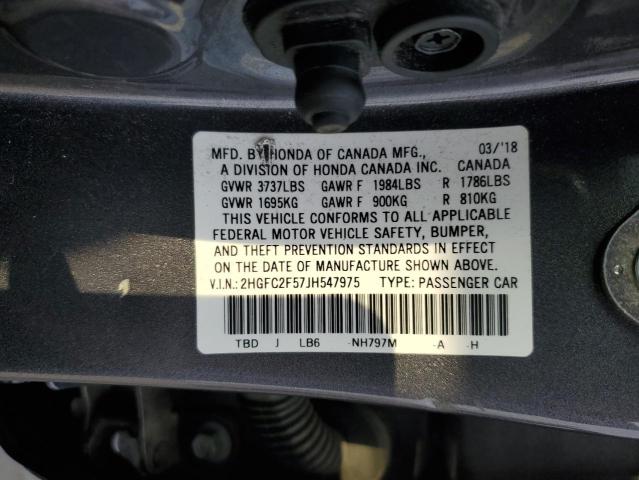 MFD. BY HONDA OF CANADA MFG., 03/'18
A DIVISION OF HONDA CANADA INC. CANADA
GVWR 3737LBS GAWR F 1984LBS R 1786LBS
GVWR 1695KG GAWR F 900KG R 810KG
THIS VEHICLE CONFORMS TO ALL APPLICABLE
FEDERAL MOTOR VEHICLE SAFETY, BUMPER,
AND THEFT PREVENTION STANDARDS IN EFFECT
ON THE DATE OF MANUFACTURE SHOWN ABOVE.
V.I.N.: 2HGFC2F57JH547975 TYPE: PASSENGER CAR
TBD J LB6 -NH797M -A -H